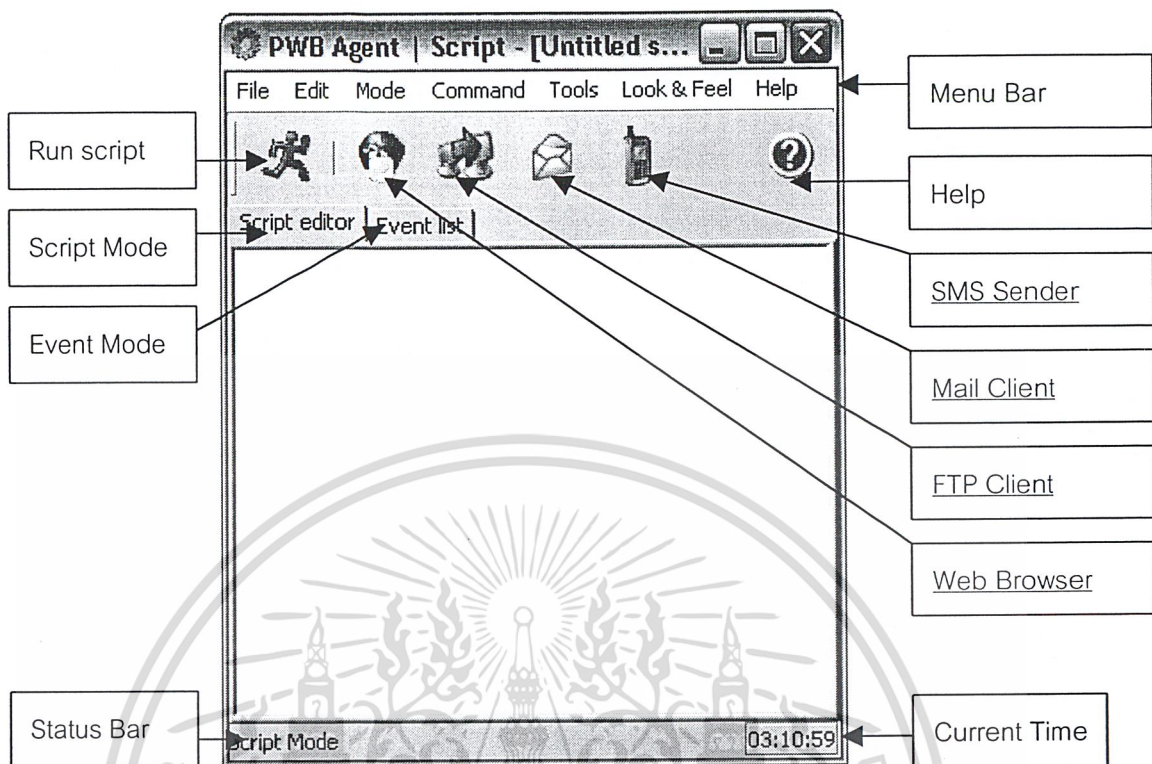 PWB Agent | Script - [Untitled s...
File Edit Mode Command Tools Look & Feel Help
Menu Bar
Run script
Help
Script editor Event list
Script Mode
SMS Sender
Event Mode
Mail Client
FTP Client
Web Browser
Status Bar
Script Mode
03:10:59
Current Time